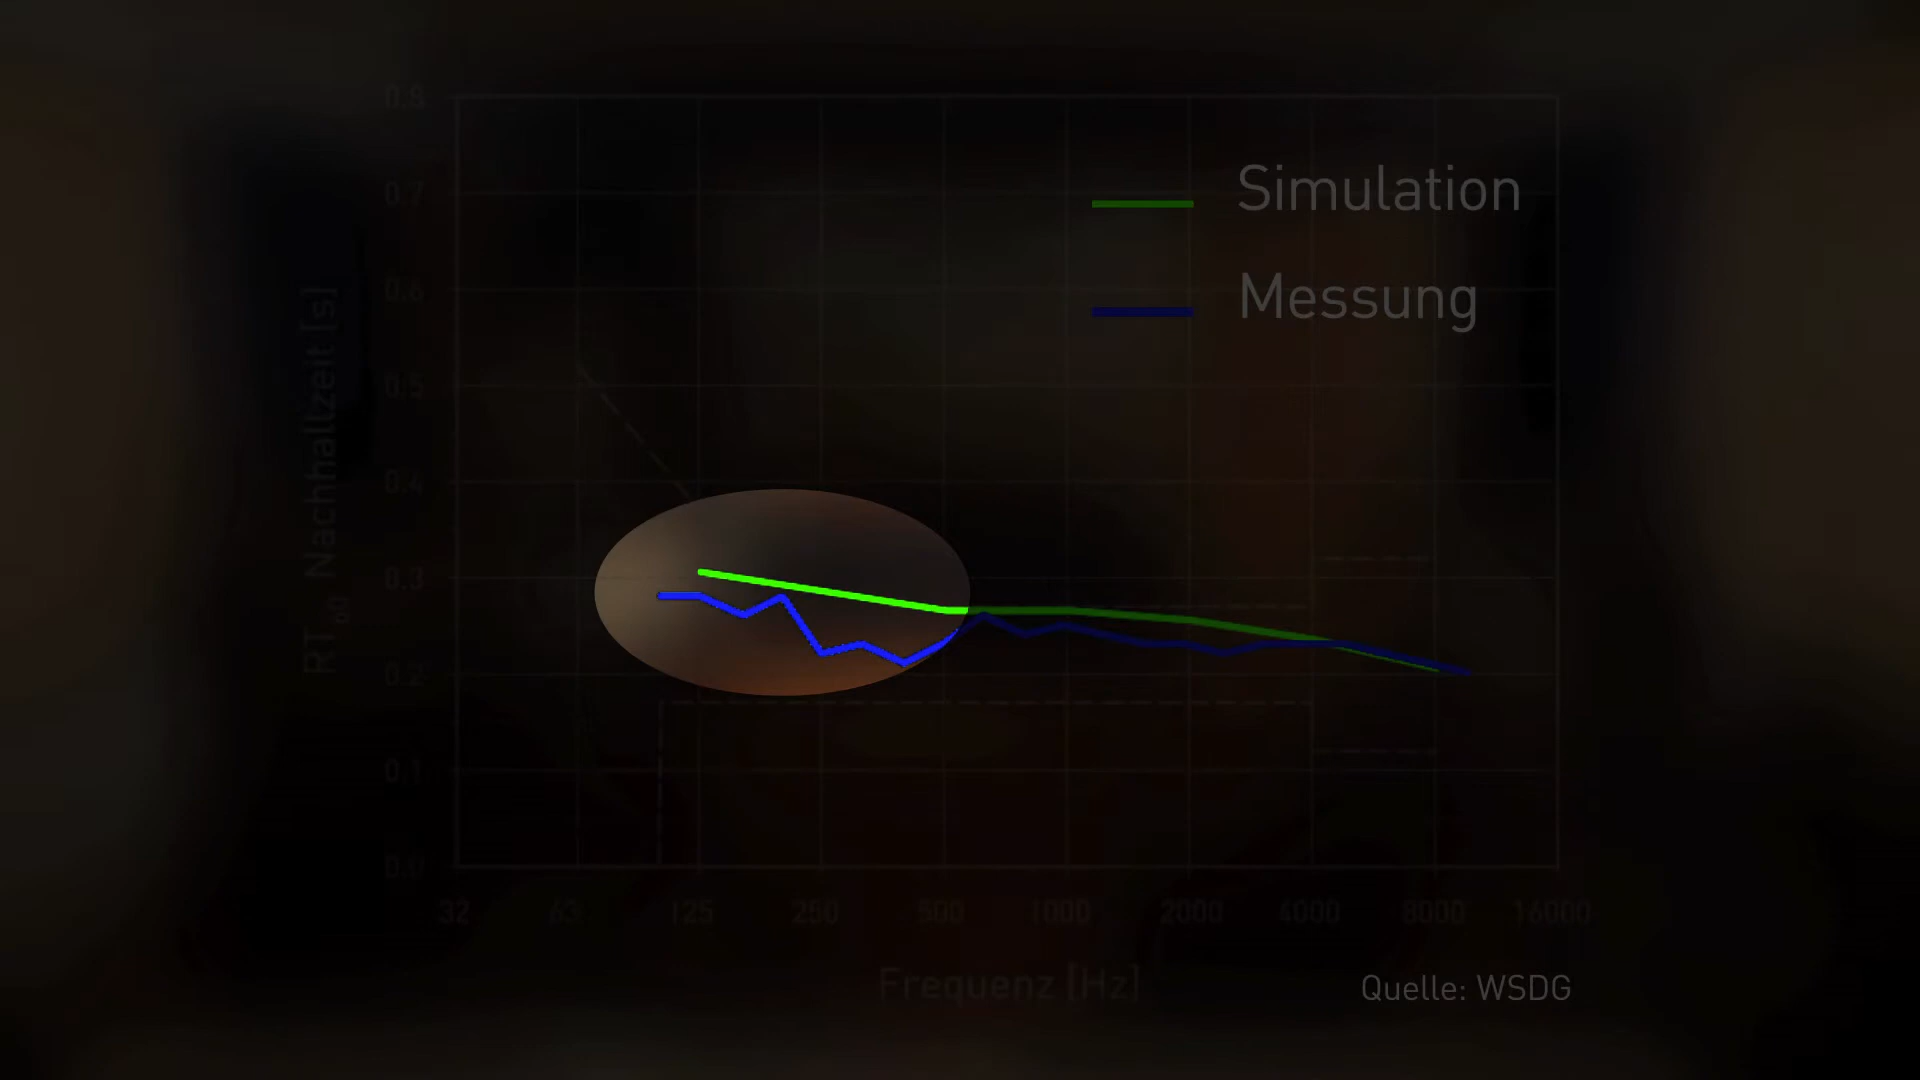 0.8
0.7
0.6
0.5
0.4
0.3
0.2
0.1
0.0
RT60 Nachhallzeit [s]
Simulation
Messung
32 63 125 250 500 1000 2000 4000 8000 16000
Frequenz [Hz]
Quelle: WSDG